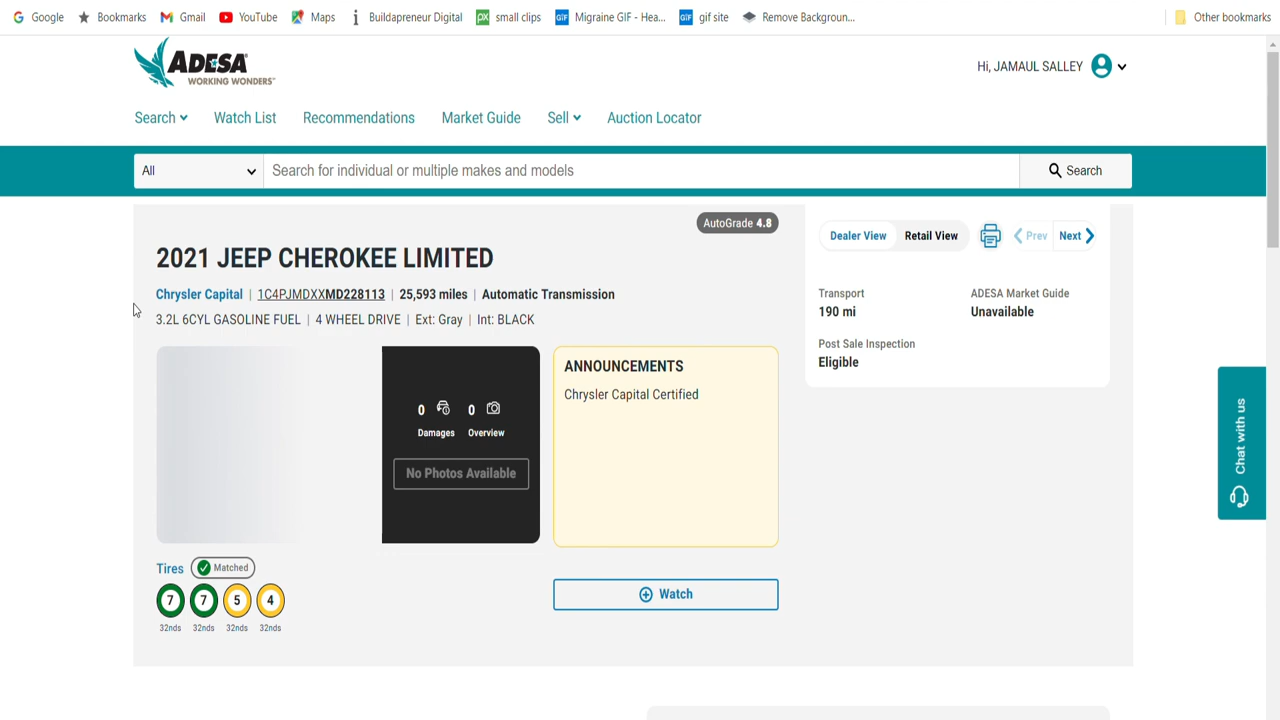 Google Bookmarks Gmail YouTube Maps Buildapreneur Digital small clips Migraine GIF - Hea... gif site Remove Backgroun... Other bookmarks
ADESA
WORKING WONDERS
Hi, JAMAUL SALLEY
Search Watch List Recommendations Market Guide Sell Auction Locator
All Search for individual or multiple makes and models Search
AutoGrade 4.8
Dealer View Retail View Prev Next
2021 JEEP CHEROKEE LIMITED
Chrysler Capital | 1C4PJMDXXMD228113 | 25,593 miles | Automatic Transmission
3.2L 6CYL GASOLINE FUEL | 4 WHEEL DRIVE | Ext: Gray | Int: BLACK
Transport
190 mi
ADESA Market Guide
Unavailable
Post Sale Inspection
Eligible
0 0
Damages Overview
No Photos Available
ANNOUNCEMENTS
Chrysler Capital Certified
Watch
Tires Matched
7 7 5 4
32nds 32nds 32nds 32nds
Chat with us